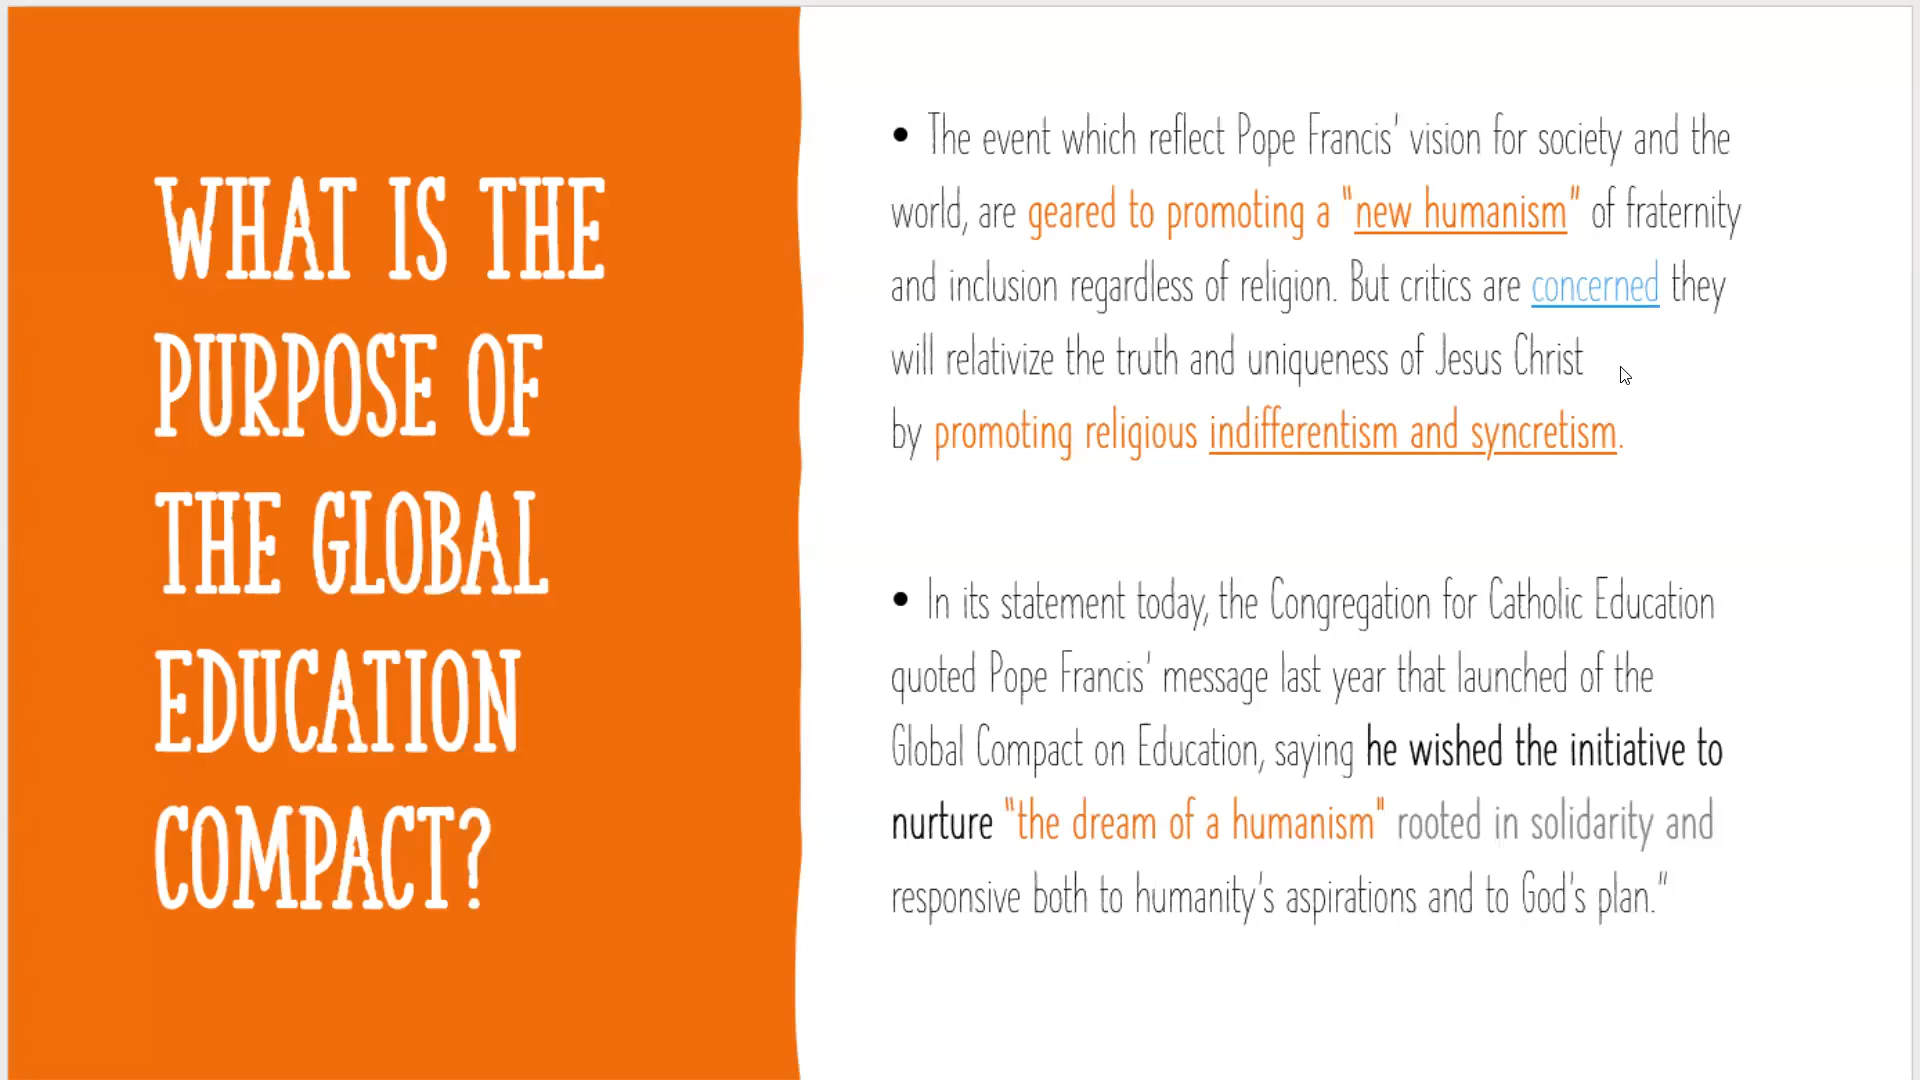 WHAT IS THE
PURPOSE OF
THE GLOBAL
EDUCATION
COMPACT?
• The event which reflect Pope Francis' vision for society and the
world, are geared to promoting a "new humanism" of fraternity
and inclusion regardless of religion. But critics are concerned they
will relativize the truth and uniqueness of Jesus Christ
by promoting religious indifferentism and syncretism.
• In its statement today, the Congregation for Catholic Education
quoted Pope Francis' message last year that launched of the
Global Compact on Education, saying he wished the initiative to
nurture "the dream of a humanism" rooted in solidarity and
responsive both to humanity's aspirations and to God's plan."